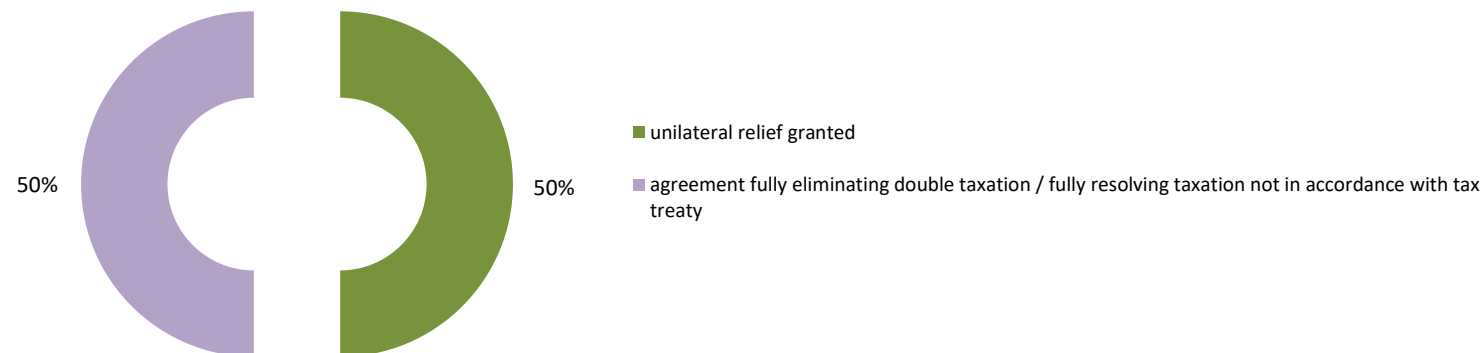 50%
50%
unilateral relief granted
agreement fully eliminating double taxation / fully resolving taxation not in accordance with tax
treaty